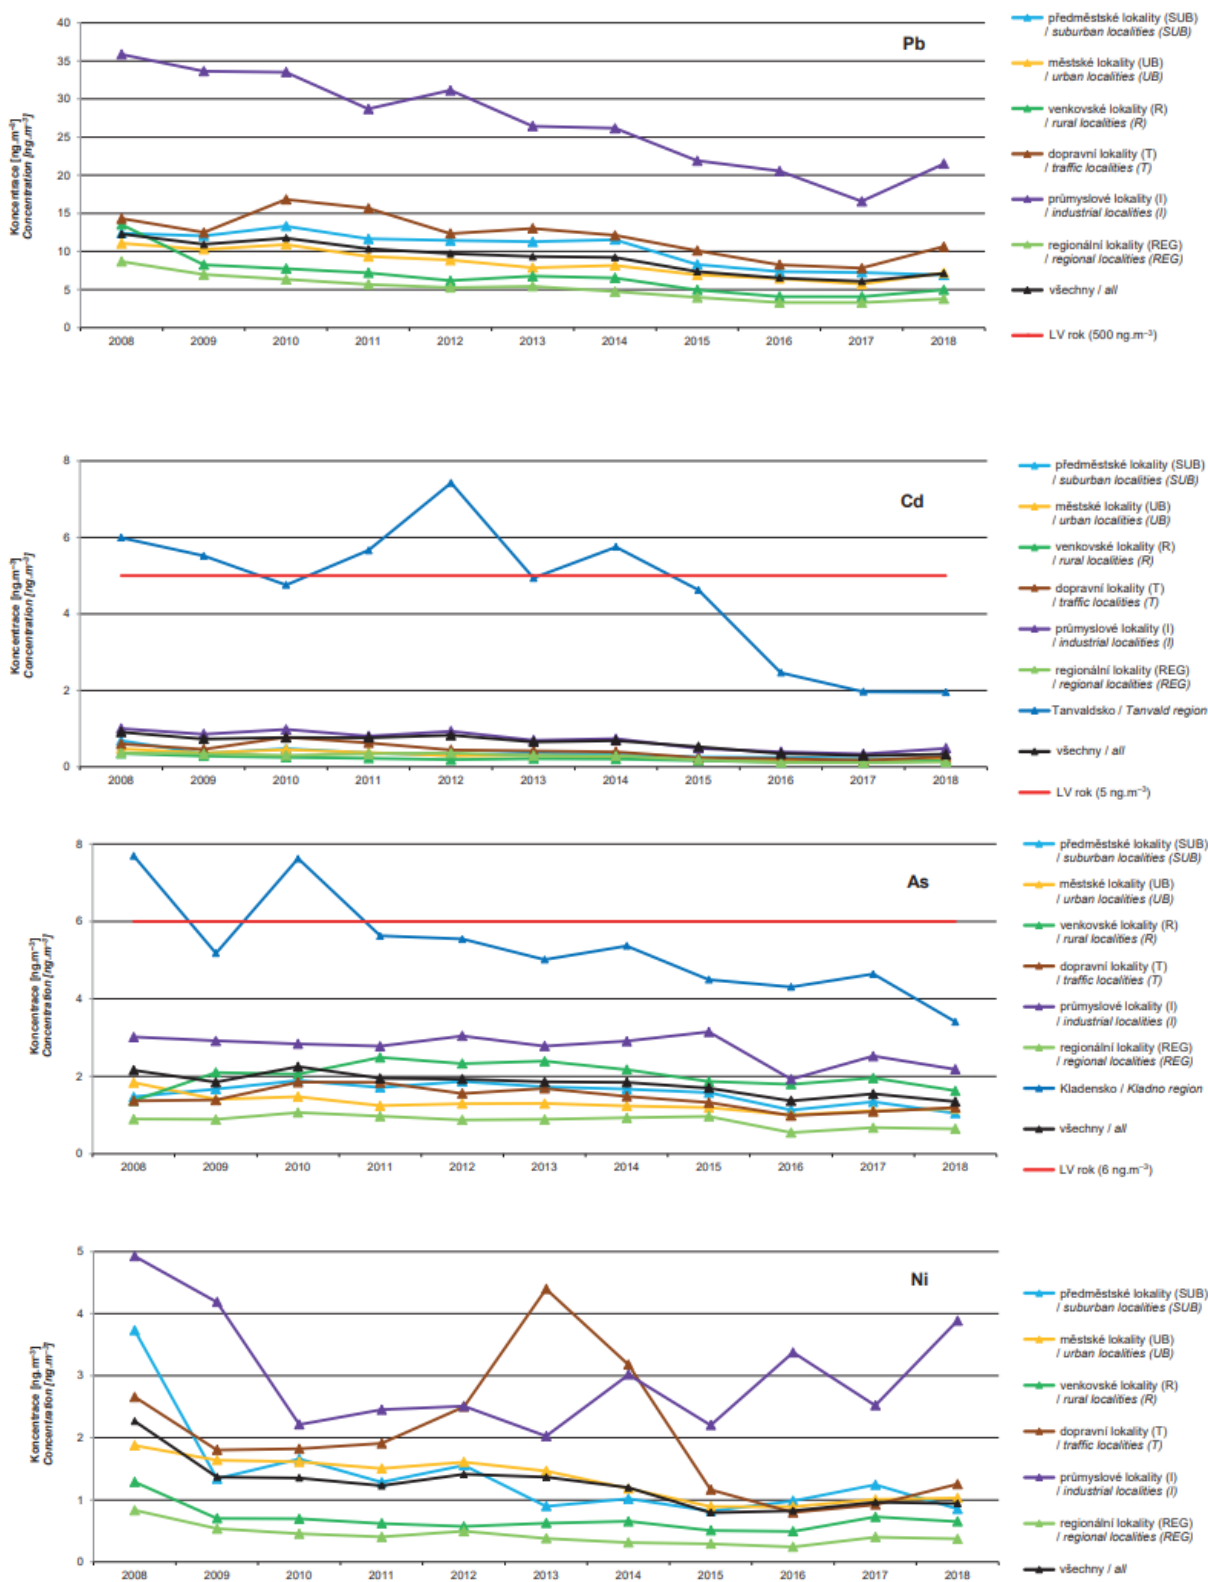 Pb
Koncentrace [ng.m⁻³]
Concentration [ng.m⁻³]
40
35
30
25
20
15
10
5
0
2008 2009 2010 2011 2012 2013 2014 2015 2016 2017 2018
předměstské lokality (SUB)
/ suburban localities (SUB)
městské lokality (UB)
/ urban localities (UB)
venkovské lokality (R)
/ rural localities (R)
dopravní lokality (T)
/ traffic localities (T)
průmyslové lokality (I)
/ industrial localities (I)
regionální lokality (REG)
/ regional localities (REG)
všechny / all
LV rok (500 ng.m⁻³)
Cd
Koncentrace [ng.m⁻³]
Concentration [ng.m⁻³]
8
6
4
2
0
2008 2009 2010 2011 2012 2013 2014 2015 2016 2017 2018
předměstské lokality (SUB)
/ suburban localities (SUB)
městské lokality (UB)
/ urban localities (UB)
venkovské lokality (R)
/ rural localities (R)
dopravní lokality (T)
/ traffic localities (T)
průmyslové lokality (I)
/ industrial localities (I)
regionální lokality (REG)
/ regional localities (REG)
Tanvaldsko / Tanvald region
všechny / all
LV rok (5 ng.m⁻³)
As
Koncentrace [ng.m⁻³]
Concentration [ng.m⁻³]
8
6
4
2
0
2008 2009 2010 2011 2012 2013 2014 2015 2016 2017 2018
předměstské lokality (SUB)
/ suburban localities (SUB)
městské lokality (UB)
/ urban localities (UB)
venkovské lokality (R)
/ rural localities (R)
dopravní lokality (T)
/ traffic localities (T)
průmyslové lokality (I)
/ industrial localities (I)
regionální lokality (REG)
/ regional localities (REG)
Kladensko / Kladno region
všechny / all
LV rok (6 ng.m⁻³)
Ni
Koncentrace [ng.m⁻³]
Concentration [ng.m⁻³]
5
4
3
2
1
0
2008 2009 2010 2011 2012 2013 2014 2015 2016 2017 2018
předměstské lokality (SUB)
/ suburban localities (SUB)
městské lokality (UB)
/ urban localities (UB)
venkovské lokality (R)
/ rural localities (R)
dopravní lokality (T)
/ traffic localities (T)
průmyslové lokality (I)
/ industrial localities (I)
regionální lokality (REG)
/ regional localities (REG)
všechny / all